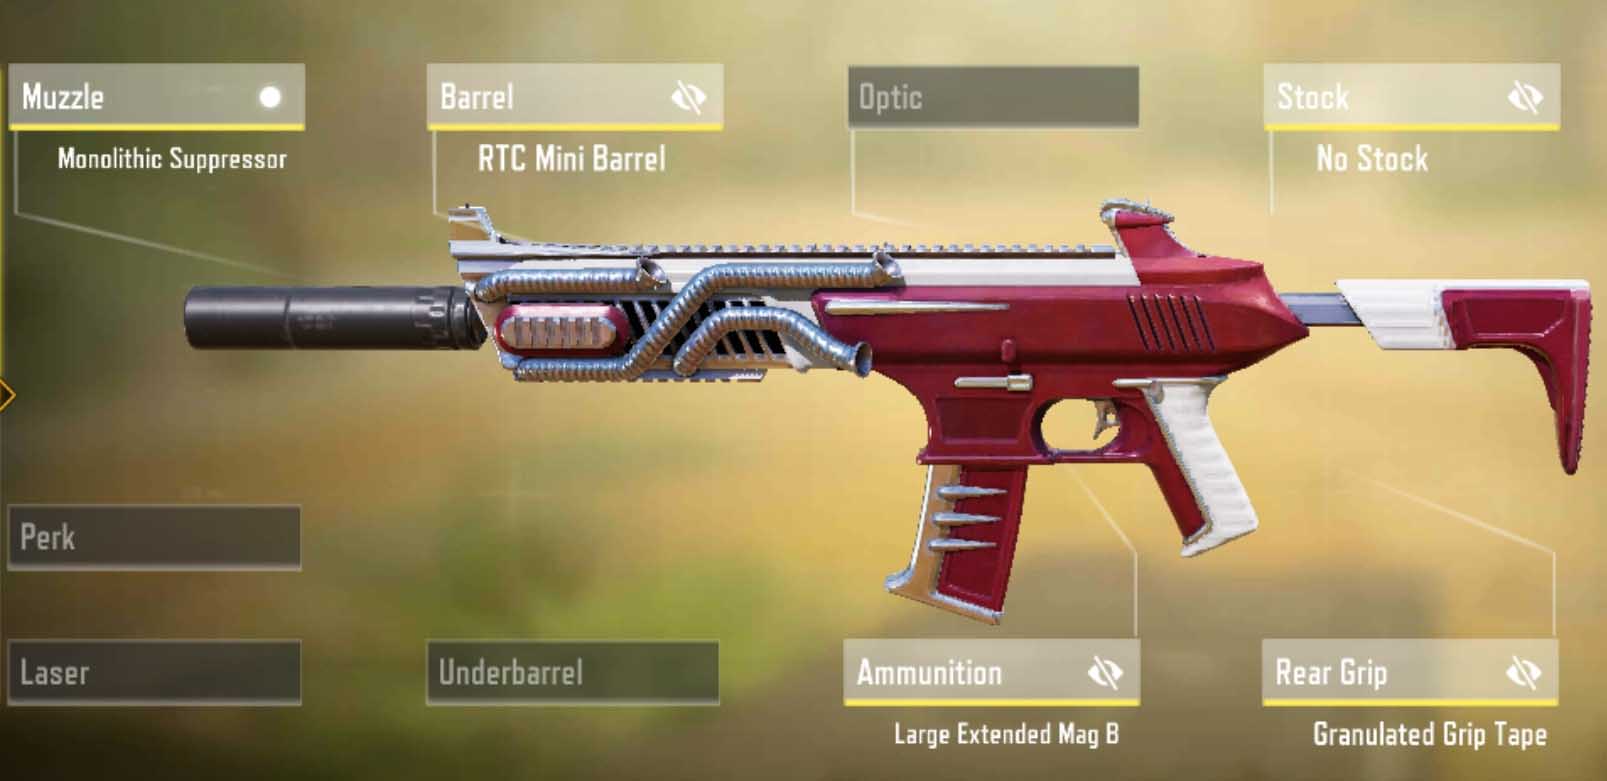 Muzzle
Monolithic Suppressor
Barrel
RTC Mini Barrel
Optic
Stock
No Stock
Perk
Laser
Underbarrel
Ammunition
Large Extended Mag B
Rear Grip
Granulated Grip Tape